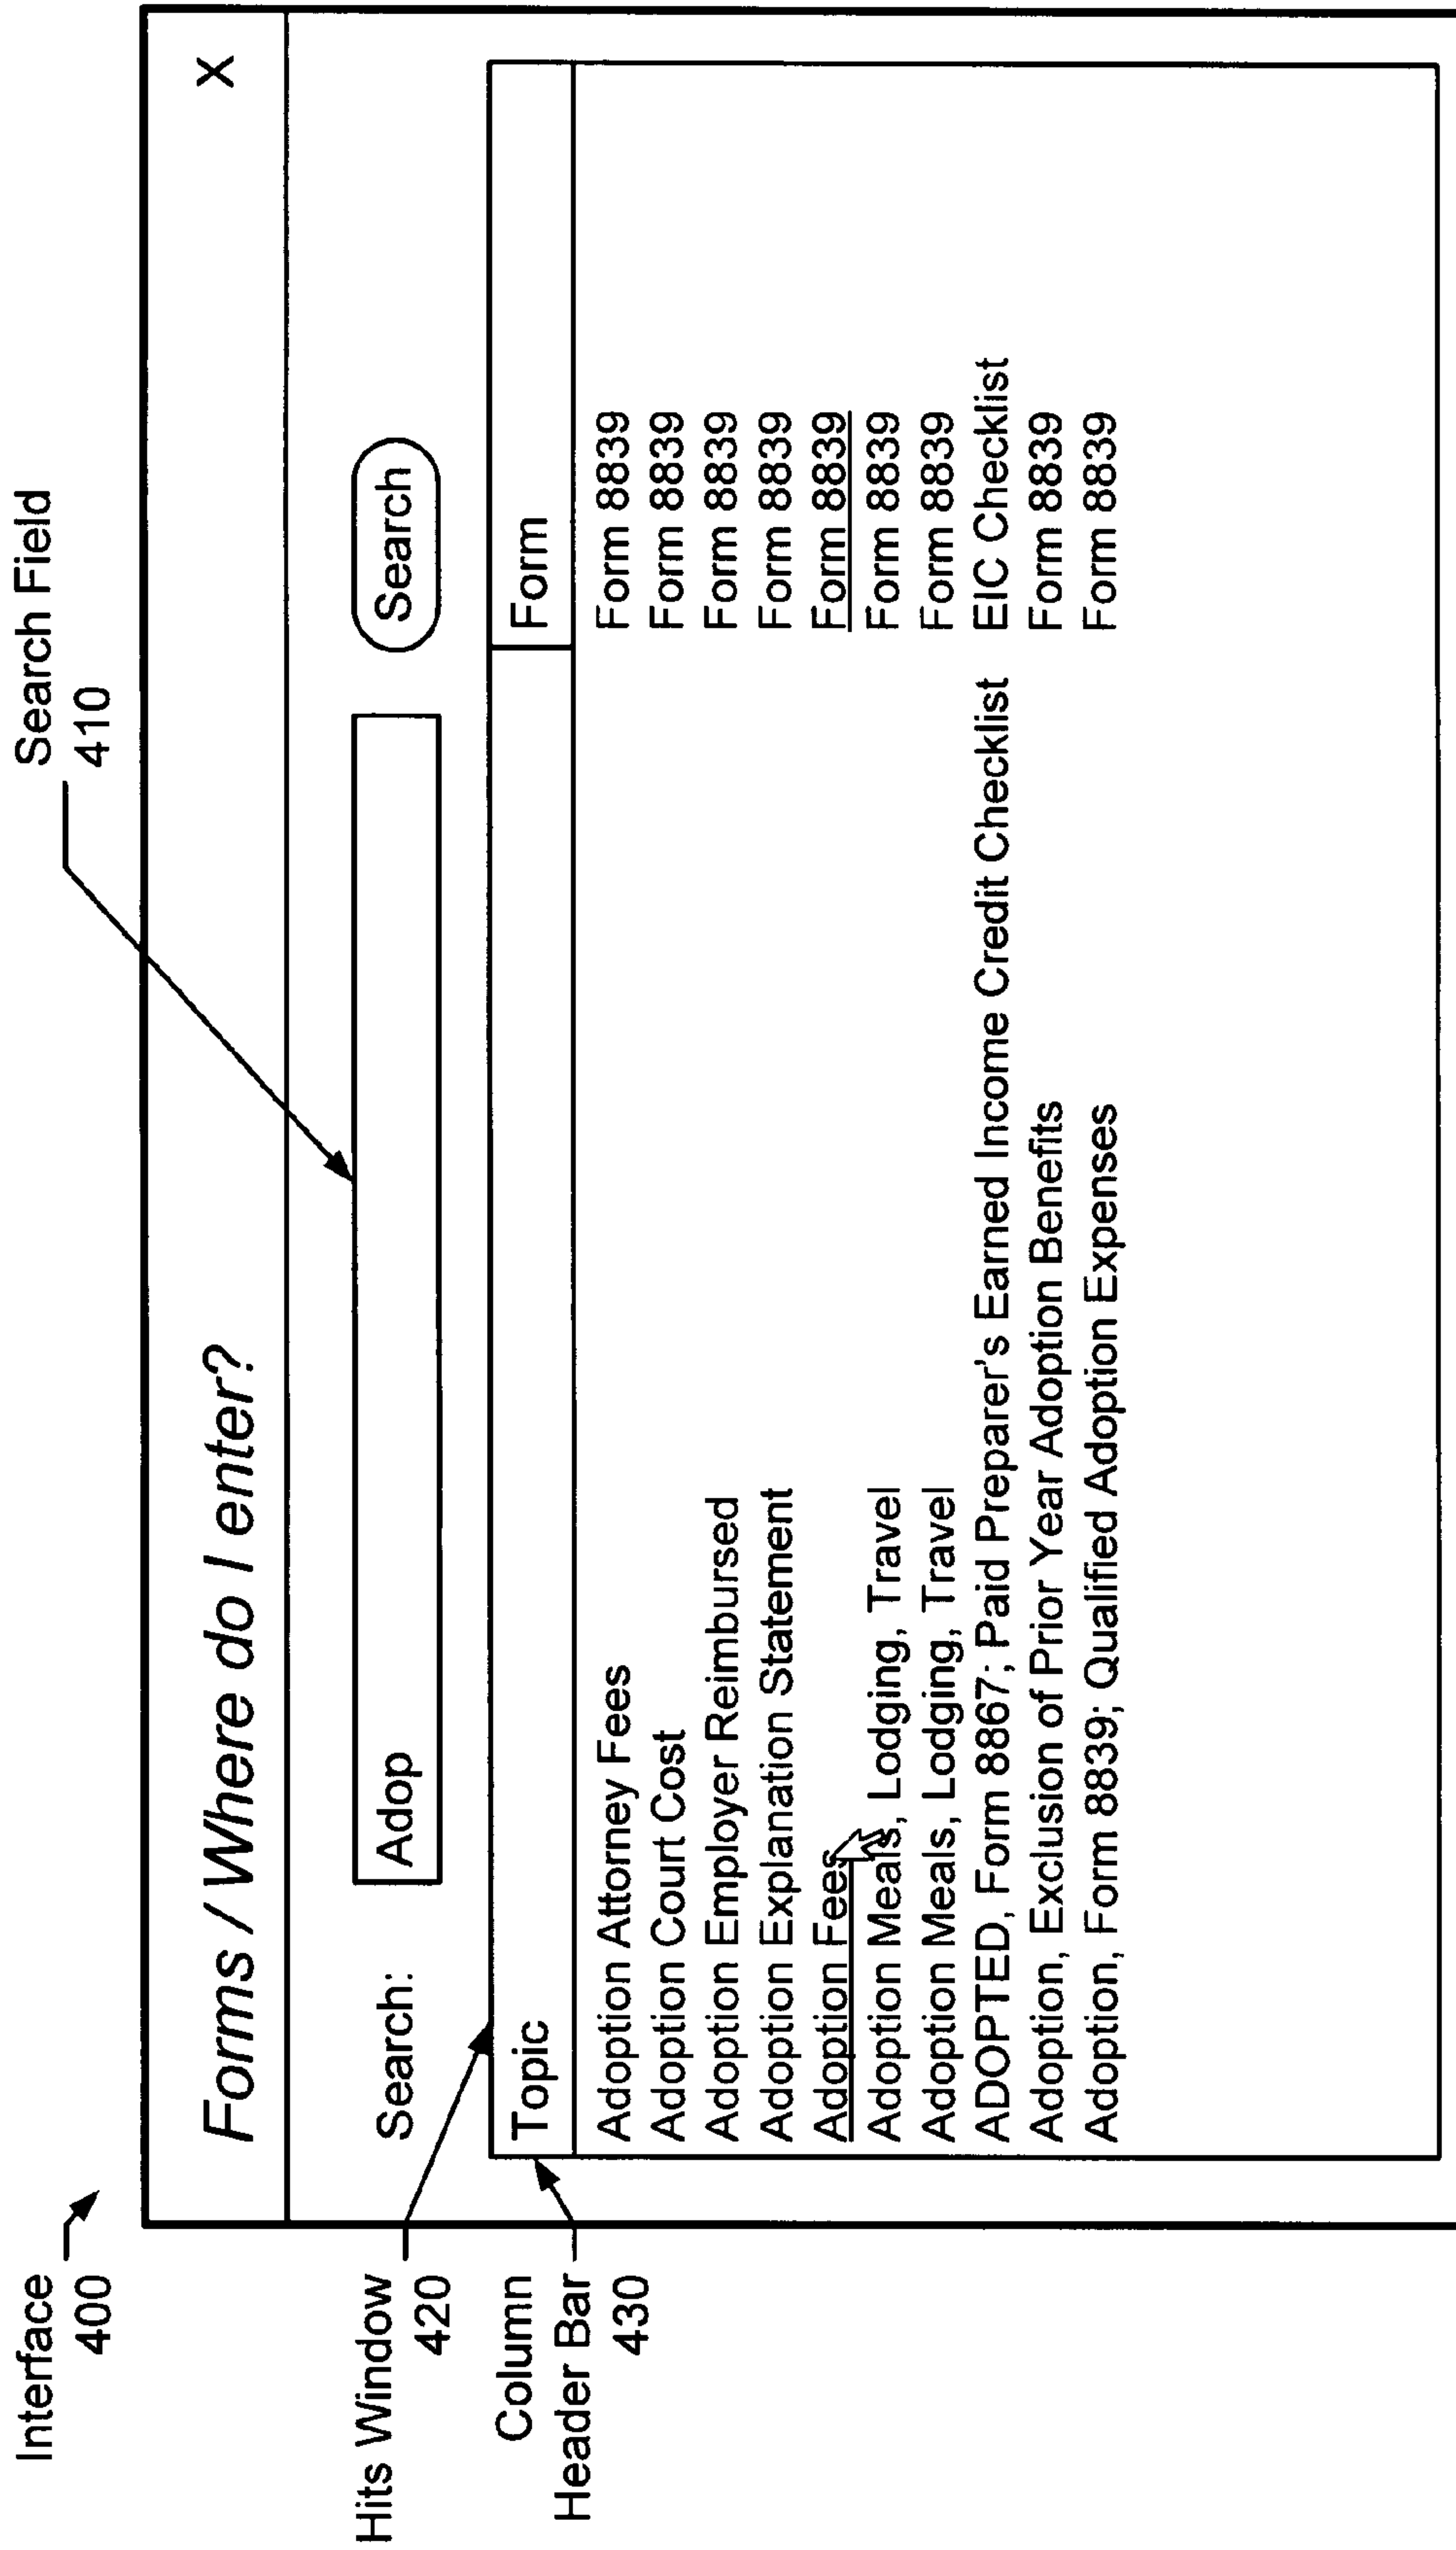 Interface
400
Search Field
410
Forms / Where do I enter? X
Search: Adop Search
Hits Window
420
Column
Header Bar
430
Topic Form
Adoption Attorney Fees Form 8839
Adoption Court Cost Form 8839
Adoption Employer Reimbursed Form 8839
Adoption Explanation Statement Form 8839
Adoption Fees Form 8839
Adoption Meals, Lodging, Travel Form 8839
Adoption Meals, Lodging, Travel Form 8839
ADOPTED, Form 8867; Paid Preparer's Earned Income Credit Checklist EIC Checklist
Adoption, Exclusion of Prior Year Adoption Benefits Form 8839
Adoption, Form 8839; Qualified Adoption Expenses Form 8839